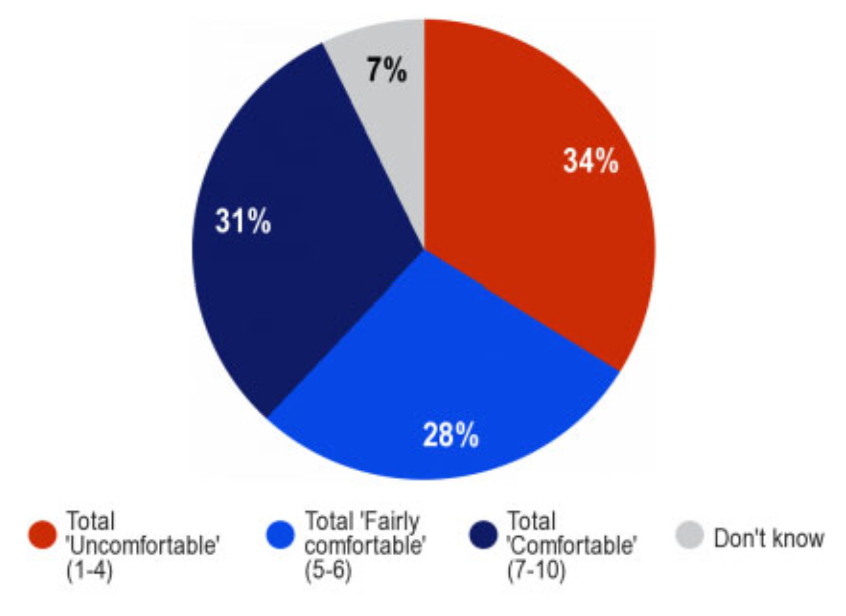 7%
34%
31%
28%
Total
'Uncomfortable'
(1-4)
Total 'Fairly
comfortable'
(5-6)
Total
'Comfortable'
(7-10)
Don't know